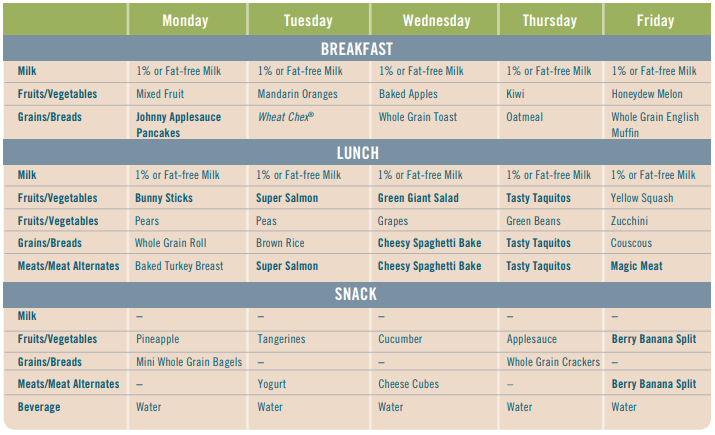 Monday Tuesday Wednesday Thursday Friday
BREAKFAST
Milk 1% or Fat-free Milk 1% or Fat-free Milk 1% or Fat-free Milk 1% or Fat-free Milk 1% or Fat-free Milk
Fruits/Vegetables Mixed Fruit Mandarin Oranges Baked Apples Kiwi Honeydew Melon
Grains/Breads Johnny Applesauce Wheat Chex® Whole Grain Toast Oatmeal Whole Grain English
Pancakes Muffin
LUNCH
Milk 1% or Fat-free Milk 1% or Fat-free Milk 1% or Fat-free Milk 1% or Fat-free Milk 1% or Fat-free Milk
Fruits/Vegetables Bunny Sticks Super Salmon Green Giant Salad Tasty Taquitos Yellow Squash
Fruits/Vegetables Pears Peas Grapes Green Beans Zucchini
Grains/Breads Whole Grain Roll Brown Rice Cheesy Spaghetti Bake Tasty Taquitos Couscous
Meats/Meat Alternates Baked Turkey Breast Super Salmon Cheesy Spaghetti Bake Tasty Taquitos Magic Meat
SNACK
Milk – – – – –
Fruits/Vegetables Pineapple Tangerines Cucumber Applesauce Berry Banana Split
Grains/Breads Mini Whole Grain Bagels – – Whole Grain Crackers –
Meats/Meat Alternates – Yogurt Cheese Cubes – Berry Banana Split
Beverage Water Water Water Water Water